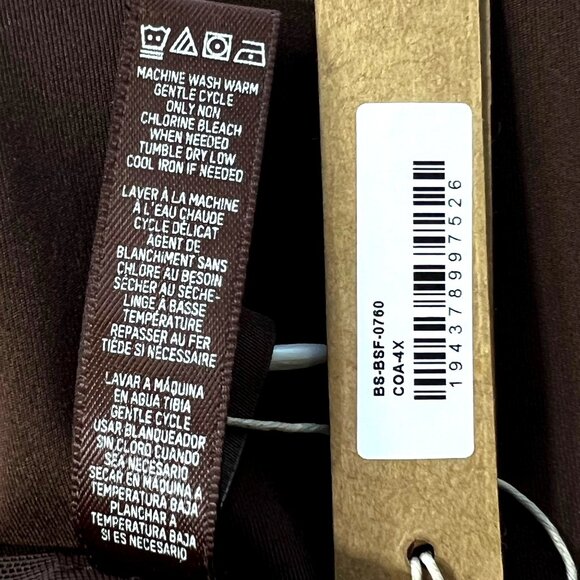 MACHINE WASH WARM
GENTLE CYCLE
ONLY NON
CHLORINE BLEACH
WHEN NEEDED
TUMBLE DRY LOW
COOL IRON IF NEEDED
LAVER À LA MACHINE
À L'EAU CHAUDE
CYCLE DÉLICAT
AGENT DE
BLANCHIMENT SANS
CHLORE AU BESOIN
SÉCHER AU SÈCHE-
LINGE À BASSE
TEMPÉRATURE
REPASSER AU FER
TIÈDE SI NÉCESSAIRE
LAVAR A MÁQUINA
EN AGUA TIBIA
GENTLE CYCLE
USAR BLANQUEADOR
SIN CLORO CUANDO
SEA NECESARIO
SECAR EN MÁQUINA A
TEMPERATURA BAJA
PLANCHAR A
TEMPERATURA BAJA
SI ES NECESARIO
BS-BSF-0760
COA-4X
194378997526